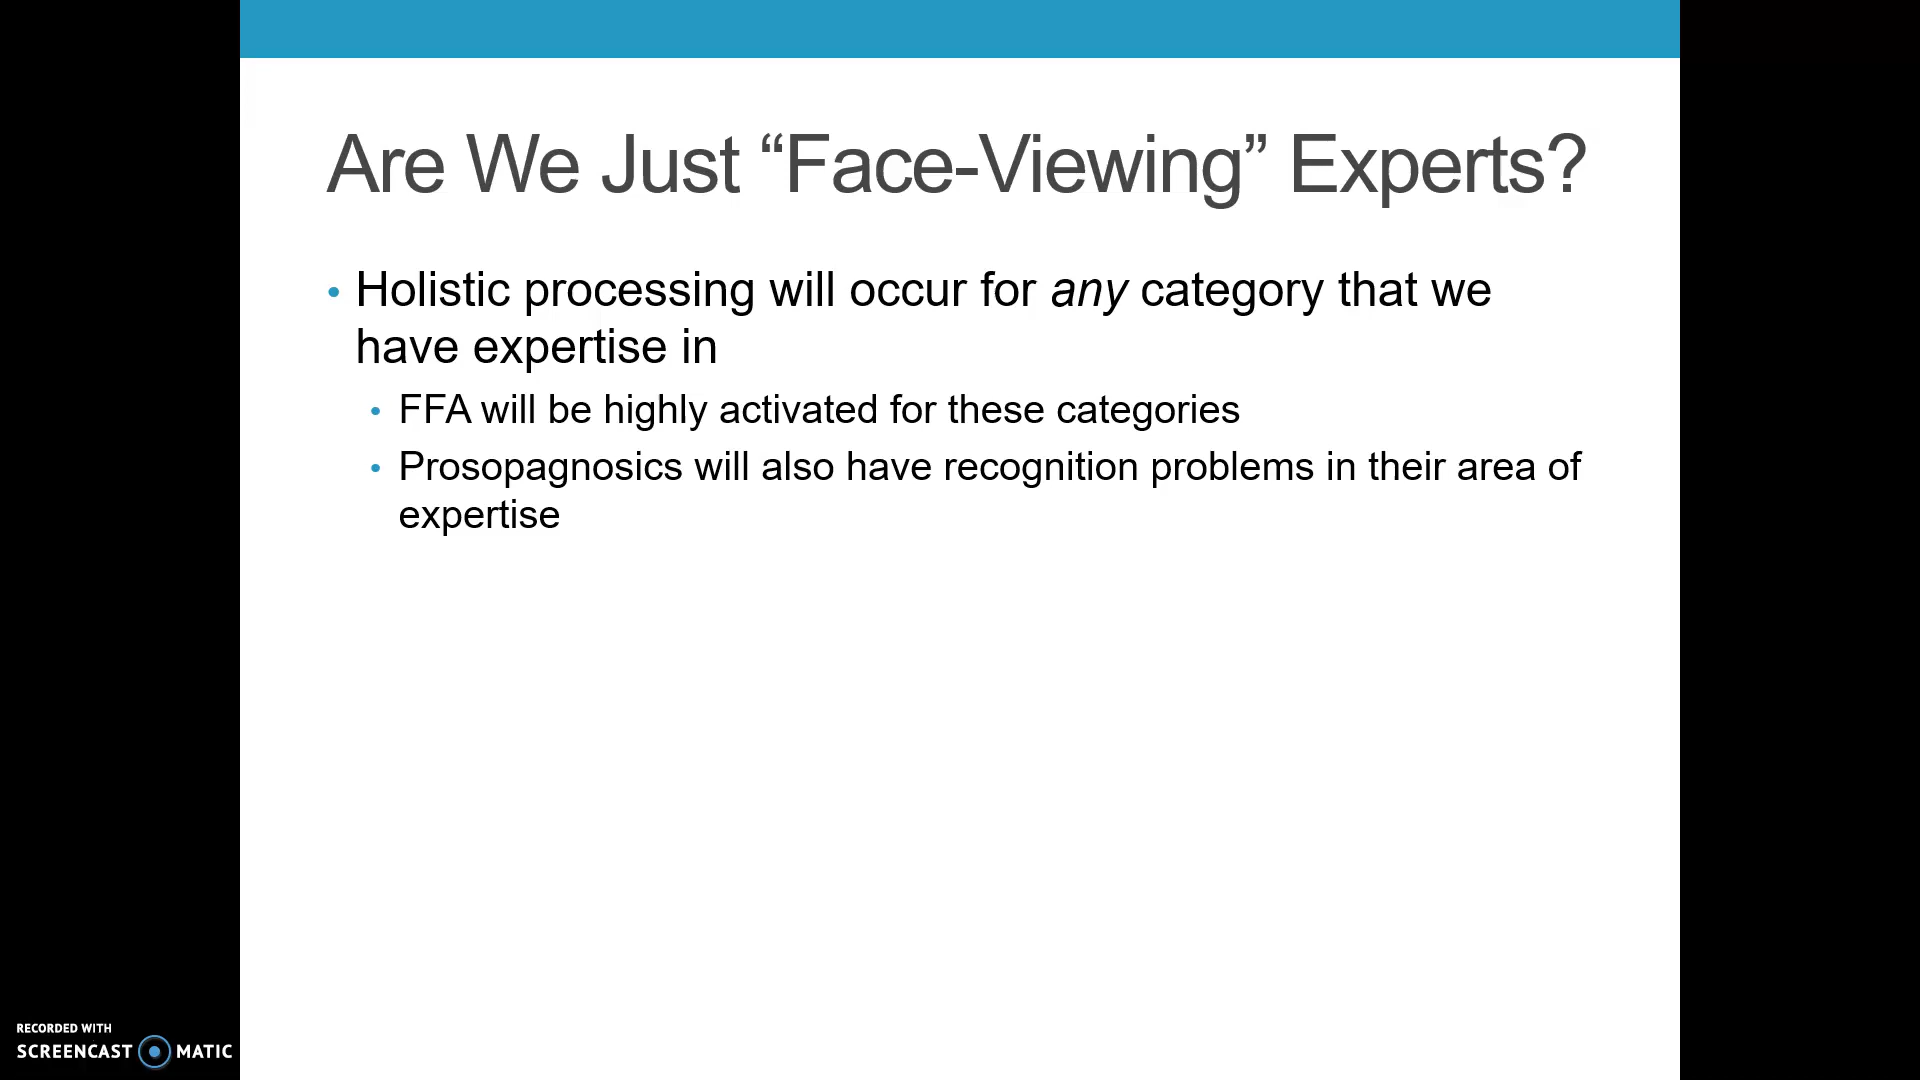 Are We Just “Face-Viewing” Experts?
• Holistic processing will occur for any category that we
have expertise in
• FFA will be highly activated for these categories
• Prosopagnosics will also have recognition problems in their area of
expertise
RECORDED WITH
SCREENCAST MATIC